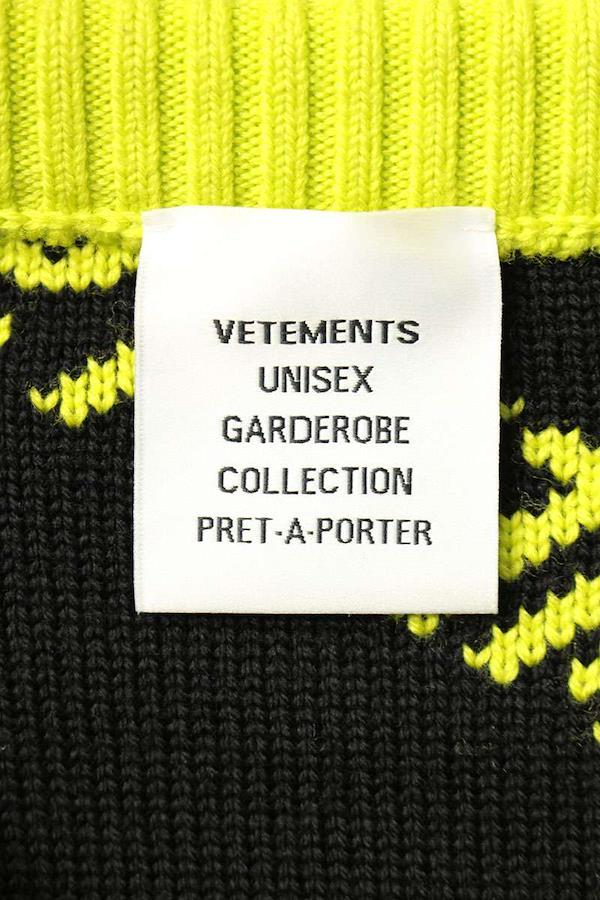 VETEMENTS
UNISEX
GARDEROBE
COLLECTION
PRET-A-PORTER